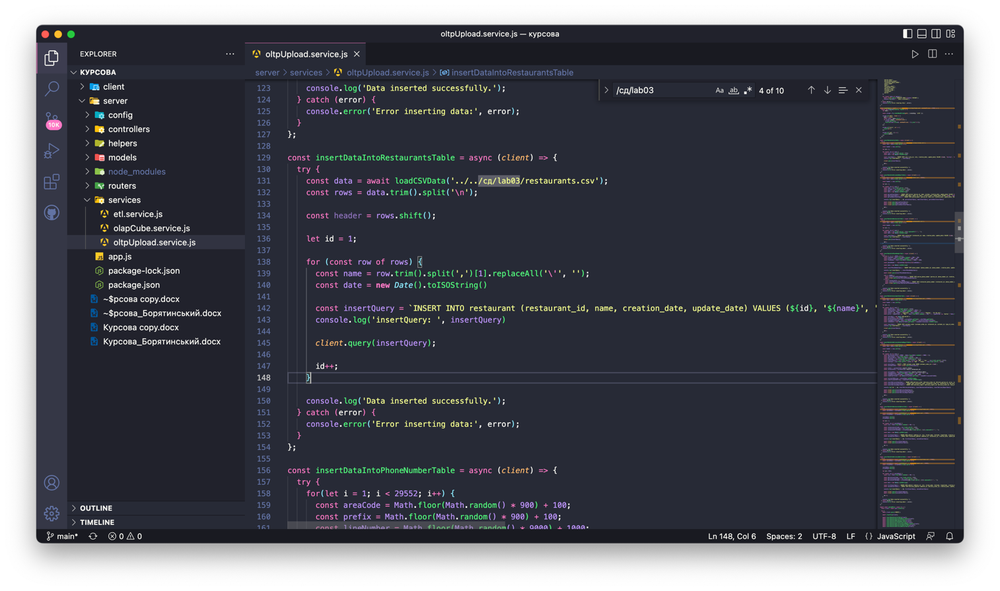 oltpUpload.service.js — курсова
EXPLORER
КУРСОВА
client
server
config
controllers
helpers
models
node_modules
routers
services
etl.service.js
olapCube.service.js
oltpUpload.service.js
app.js
package-lock.json
package.json
~$рсова copy.docx
~$рсова_Борятинський.docx
Курсова copy.docx
Курсова_Борятинський.docx
OUTLINE
TIMELINE
10K
oltpUpload.service.js
server > services > oltpUpload.service.js > insertDataIntoRestaurantsTable
/сд/lab03 Aa ab .* 4 of 10
123 console.log('Data inserted successfully.');
124 } catch (error) {
125 console.error('Error inserting data:', error);
126 }
127 };
128
129 const insertDataIntoRestaurantsTable = async (client) => {
130 try {
131 const data = await loadCSVData('../../сд/lab03/restaurants.csv');
132 const rows = data.trim().split('\n');
133
134 const header = rows.shift();
135
136 let id = 1;
137
138 for (const row of rows) {
139 const name = row.trim().split(',')[1].replaceAll('\'', '');
140 const date = new Date().toISOString()
141
142 const insertQuery = `INSERT INTO restaurant (restaurant_id, name, creation_date, update_date) VALUES (${id}, '${name}', '
143 console.log('insertQuery: ', insertQuery)
144
145 client.query(insertQuery);
146
147 id++;
148 }
149
150 console.log('Data inserted successfully.');
151 } catch (error) {
152 console.error('Error inserting data:', error);
153 }
154 };
155
156 const insertDataIntoPhoneNumberTable = async (client) => {
157 try {
158 for(let i = 1; i < 29552; i++) {
159 const areaCode = Math.floor(Math.random() * 900) + 100;
160 const prefix = Math.floor(Math.random() * 900) + 100;
161 const lineNumber = Math.floor(Math.random() * 9000) + 1000;
main* 0 0 Ln 148, Col 6 Spaces: 2 UTF-8 LF {} JavaScript